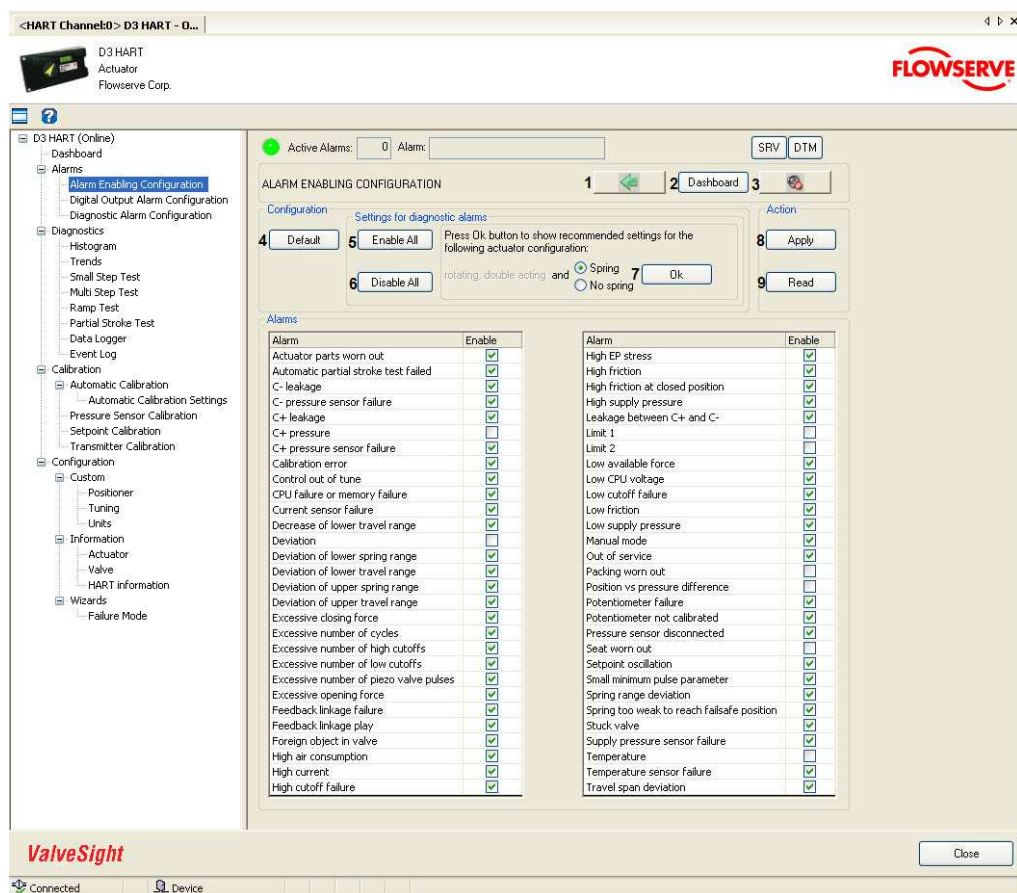 <HART Channel:0> D3 HART - O...
D3 HART
Actuator
Flowserve Corp.
FLOWSERVE
D3 HART (Online)
Dashboard
Alarms
Alarm Enabling Configuration
Digital Output Alarm Configuration
Diagnostic Alarm Configuration
Diagnostics
Histogram
Trends
Small Step Test
Multi Step Test
Ramp Test
Partial Stroke Test
Data Logger
Event Log
Calibration
Automatic Calibration
Automatic Calibration Settings
Pressure Sensor Calibration
Setpoint Calibration
Transmitter Calibration
Configuration
Custom
Positioner
Tuning
Units
Information
Actuator
Valve
HART information
Wizards
Failure Mode
Active Alarms: 0 Alarm: SRV DTM
ALARM ENABLING CONFIGURATION 1 2 Dashboard 3
Configuration
4 Default
Settings for diagnostic alarms
5 Enable All
6 Disable All
Press Ok button to show recommended settings for the
following actuator configuration:
rotating, double acting and Spring 7 Ok
No spring
Action
8 Apply
9 Read
Alarms
Alarm Enable
Actuator parts worn out
Automatic partial stroke test failed
C- leakage
C- pressure sensor failure
C+ leakage
C+ pressure
C+ pressure sensor failure
Calibration error
Control out of tune
CPU failure or memory failure
Current sensor failure
Decrease of lower travel range
Deviation
Deviation of lower spring range
Deviation of lower travel range
Deviation of upper spring range
Deviation of upper travel range
Excessive closing force
Excessive number of cycles
Excessive number of high cutoffs
Excessive number of low cutoffs
Excessive number of piezo valve pulses
Excessive opening force
Feedback linkage failure
Feedback linkage play
Foreign object in valve
High air consumption
High current
High cutoff failure
Alarm Enable
High EP stress
High friction
High friction at closed position
High supply pressure
Leakage between C+ and C-
Limit 1
Limit 2
Low available force
Low CPU voltage
Low cutoff failure
Low friction
Low supply pressure
Manual mode
Out of service
Packing worn out
Position vs pressure difference
Potentiometer failure
Potentiometer not calibrated
Pressure sensor disconnected
Seat worn out
Setpoint oscillation
Small minimum pulse parameter
Spring range deviation
Spring too weak to reach failsafe position
Stuck valve
Supply pressure sensor failure
Temperature
Temperature sensor failure
Travel span deviation
ValveSight
Close
Connected Device